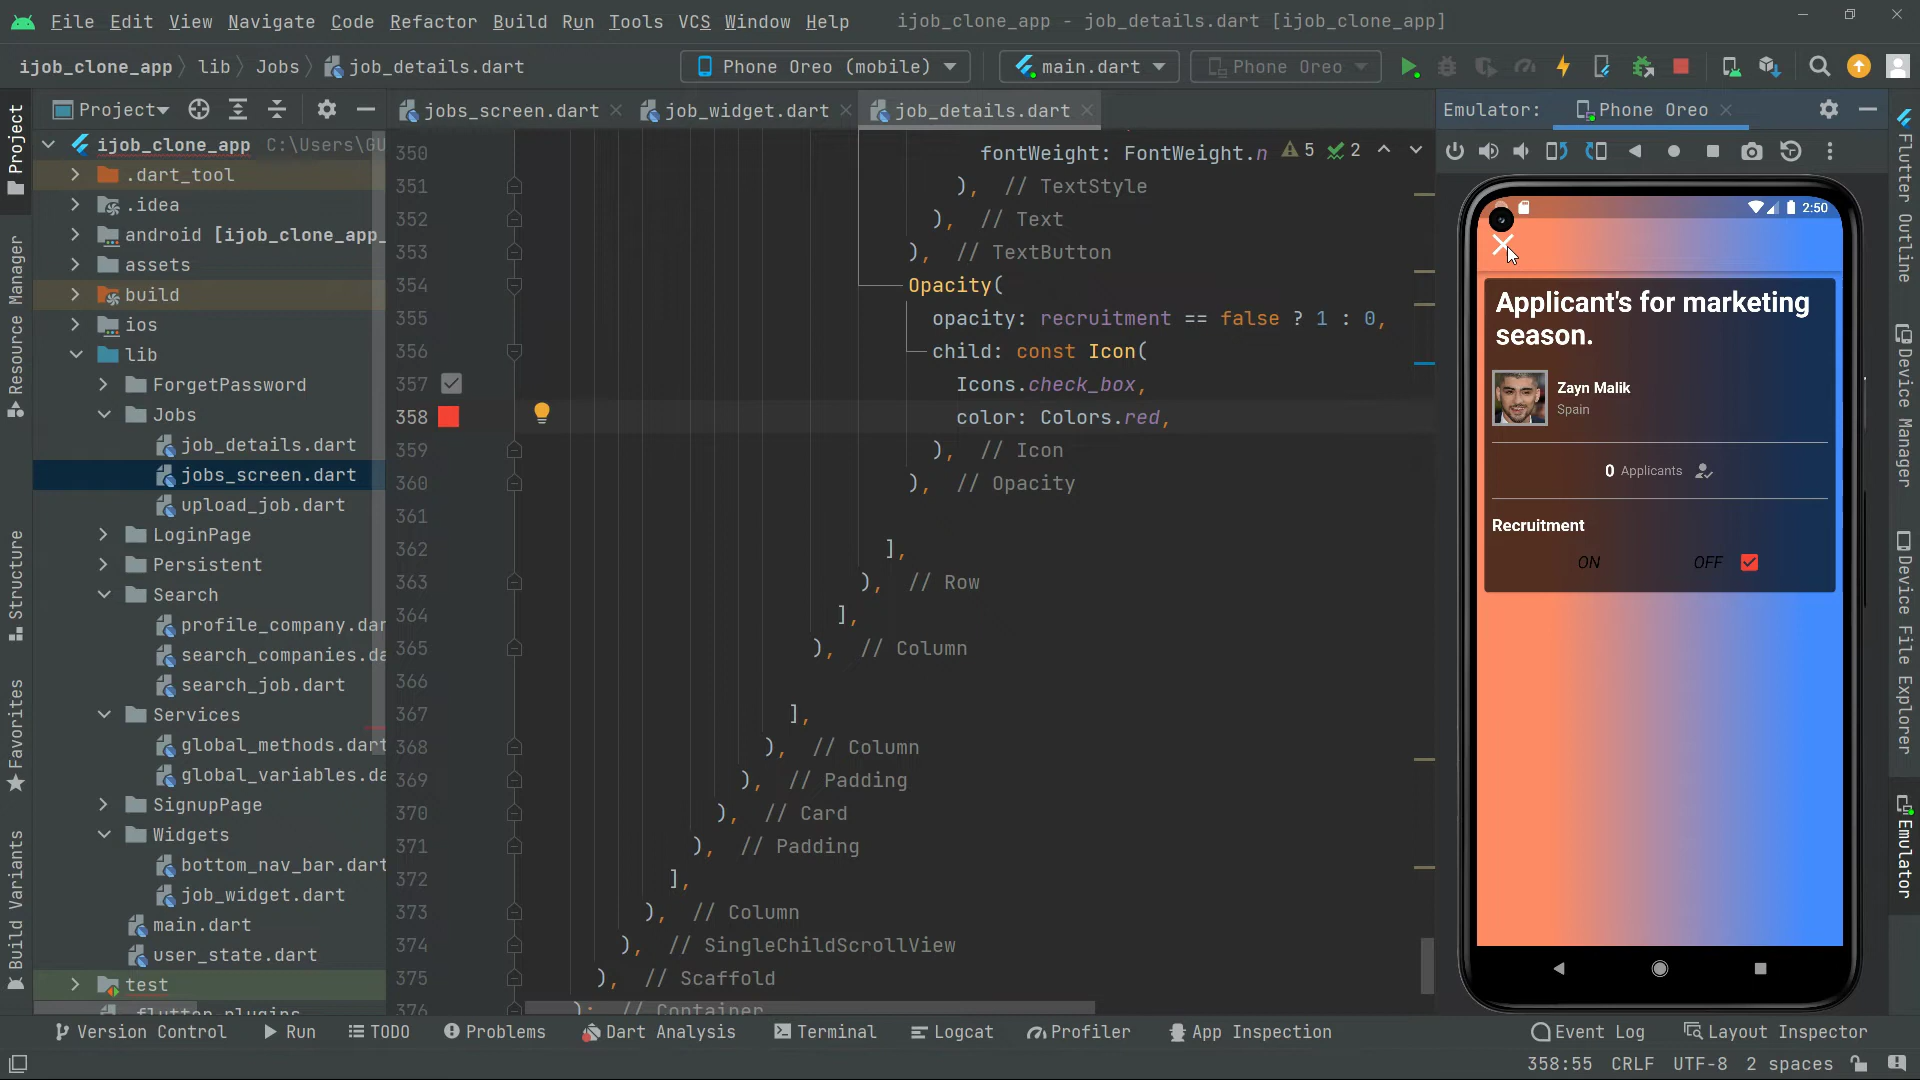 File Edit View Navigate Code Refactor Build Run Tools VCS Window Help ijob_clone_app - job_details.dart [ijob_clone_app]
ijob_clone_app lib Jobs job_details.dart Phone Oreo (mobile) main.dart Phone Oreo
Project jobs_screen.dart job_widget.dart job_details.dart Emulator: Phone Oreo
ijob_clone_app C:\Users\GU
.dart_tool
.idea
android [ijob_clone_app_
assets
build
ios
lib
ForgetPassword
Jobs
job_details.dart
jobs_screen.dart
upload_job.dart
LoginPage
Persistent
Search
profile_company.dar
search_companies.da
search_job.dart
Services
global_methods.dart
global_variables.da
SignupPage
Widgets
bottom_nav_bar.dart
job_widget.dart
main.dart
user_state.dart
test
Project
Resource Manager
Structure
Favorites
Build Variants
350 fontWeight: FontWeight.n 5 2
351 ), // TextStyle
352 ), // Text
353 ), // TextButton
354 Opacity(
355 opacity: recruitment == false ? 1 : 0,
356 child: const Icon(
357 Icons.check_box,
358 color: Colors.red,
359 ), // Icon
360 ), // Opacity
361
362 ],
363 ), // Row
364 ],
365 ), // Column
366
367 ],
368 ), // Column
369 ), // Padding
370 ), // Card
371 ), // Padding
372 ],
373 ), // Column
374 ), // SingleChildScrollView
375 ), // Scaffold
376 ); // Container
2:50
Applicant's for marketing
season.
Zayn Malik
Spain
0 Applicants
Recruitment
ON OFF
Flutter Outline
Device Manager
Device File Explorer
Emulator
Version Control Run TODO Problems Dart Analysis Terminal Logcat Profiler App Inspection Event Log Layout Inspector
358:55 CRLF UTF-8 2 spaces